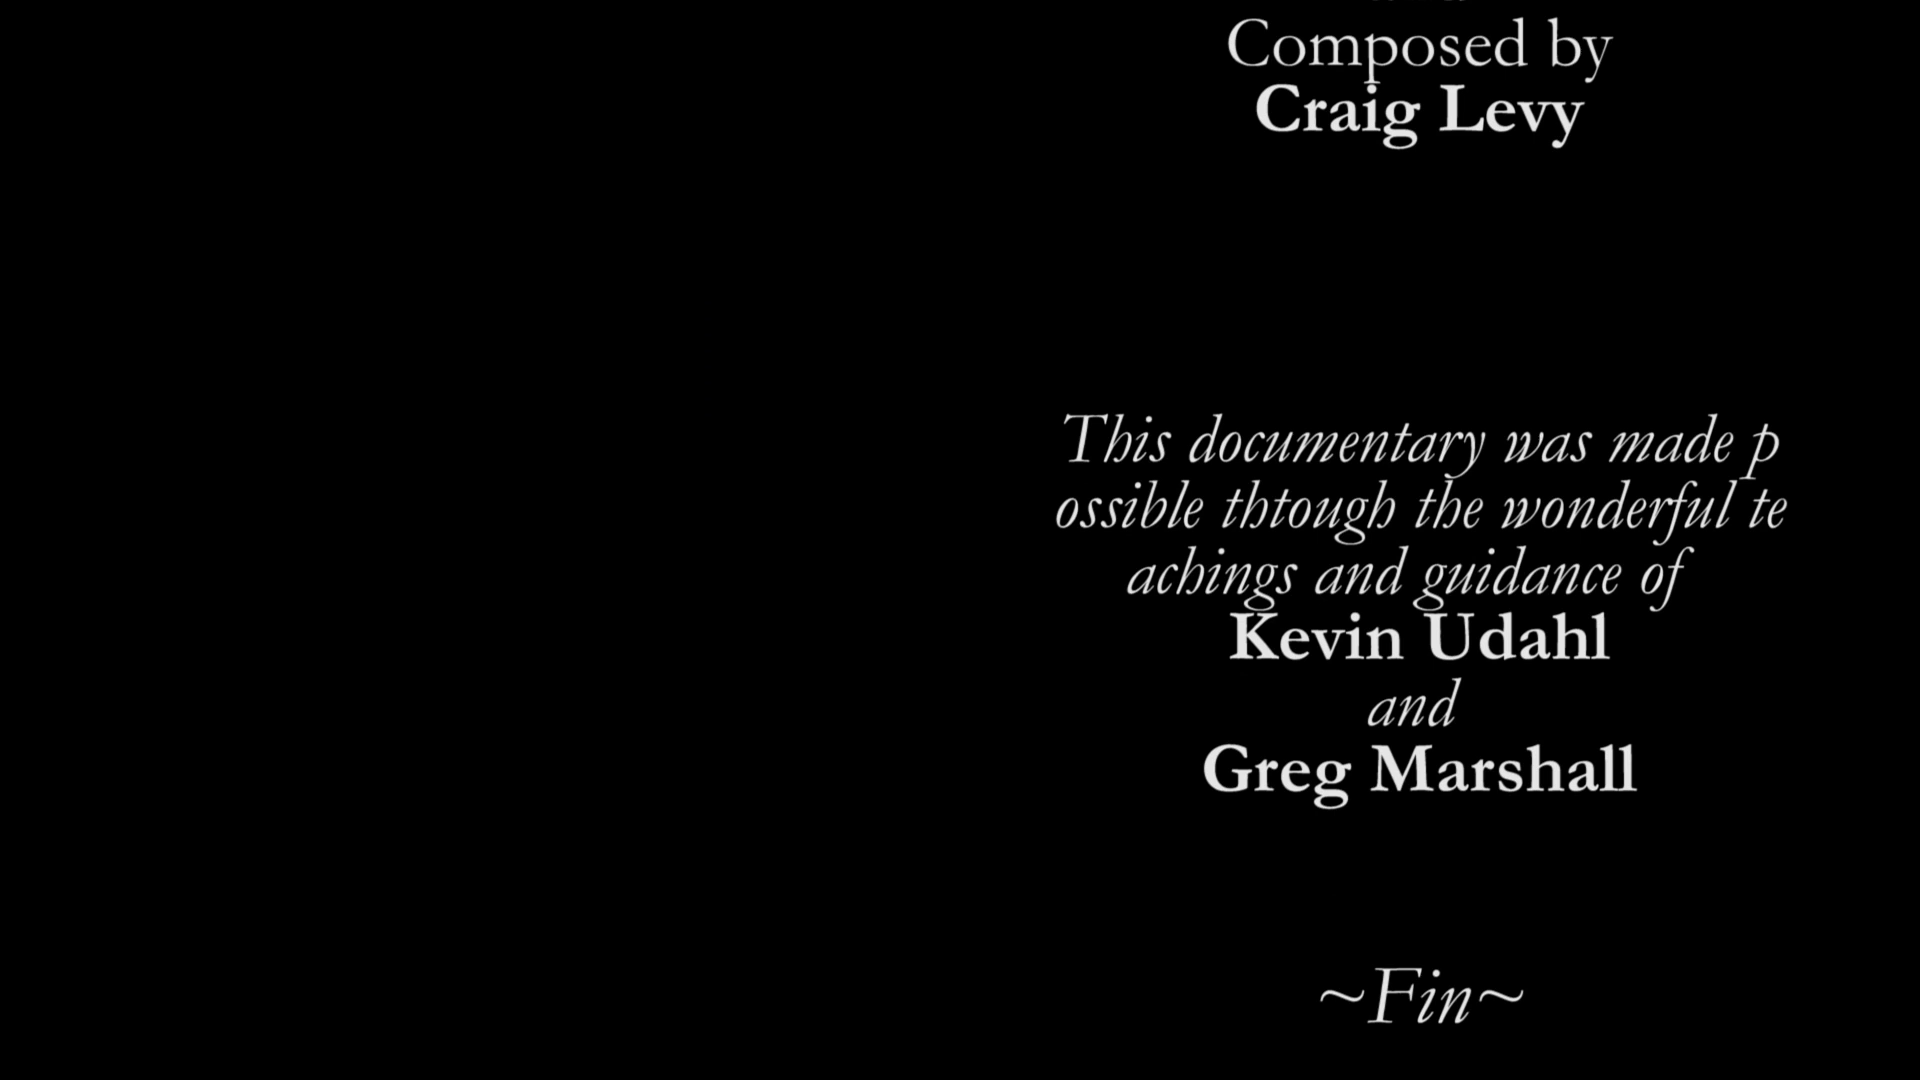 Composed by
Craig Levy
This documentary was made p
ossible thtough the wonderful te
achings and guidance of
Kevin Udahl
and
Greg Marshall
~Fin~